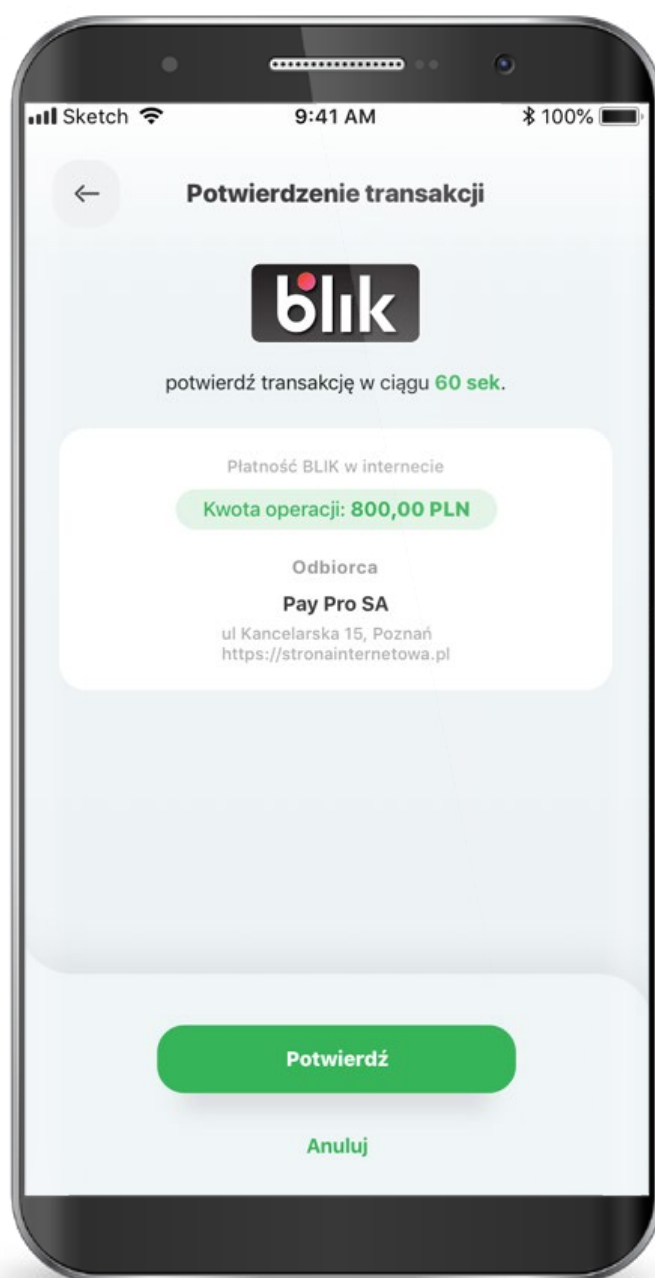 Sketch 9:41 AM 100%
Potwierdzenie transakcji
blik
potwierdź transakcję w ciągu 60 sek.
Płatność BLIK w internecie
Kwota operacji: 800,00 PLN
Odbiorca
Pay Pro SA
ul Kancelarska 15, Poznań
https://stronainternetowa.pl
Potwierdź
Anuluj